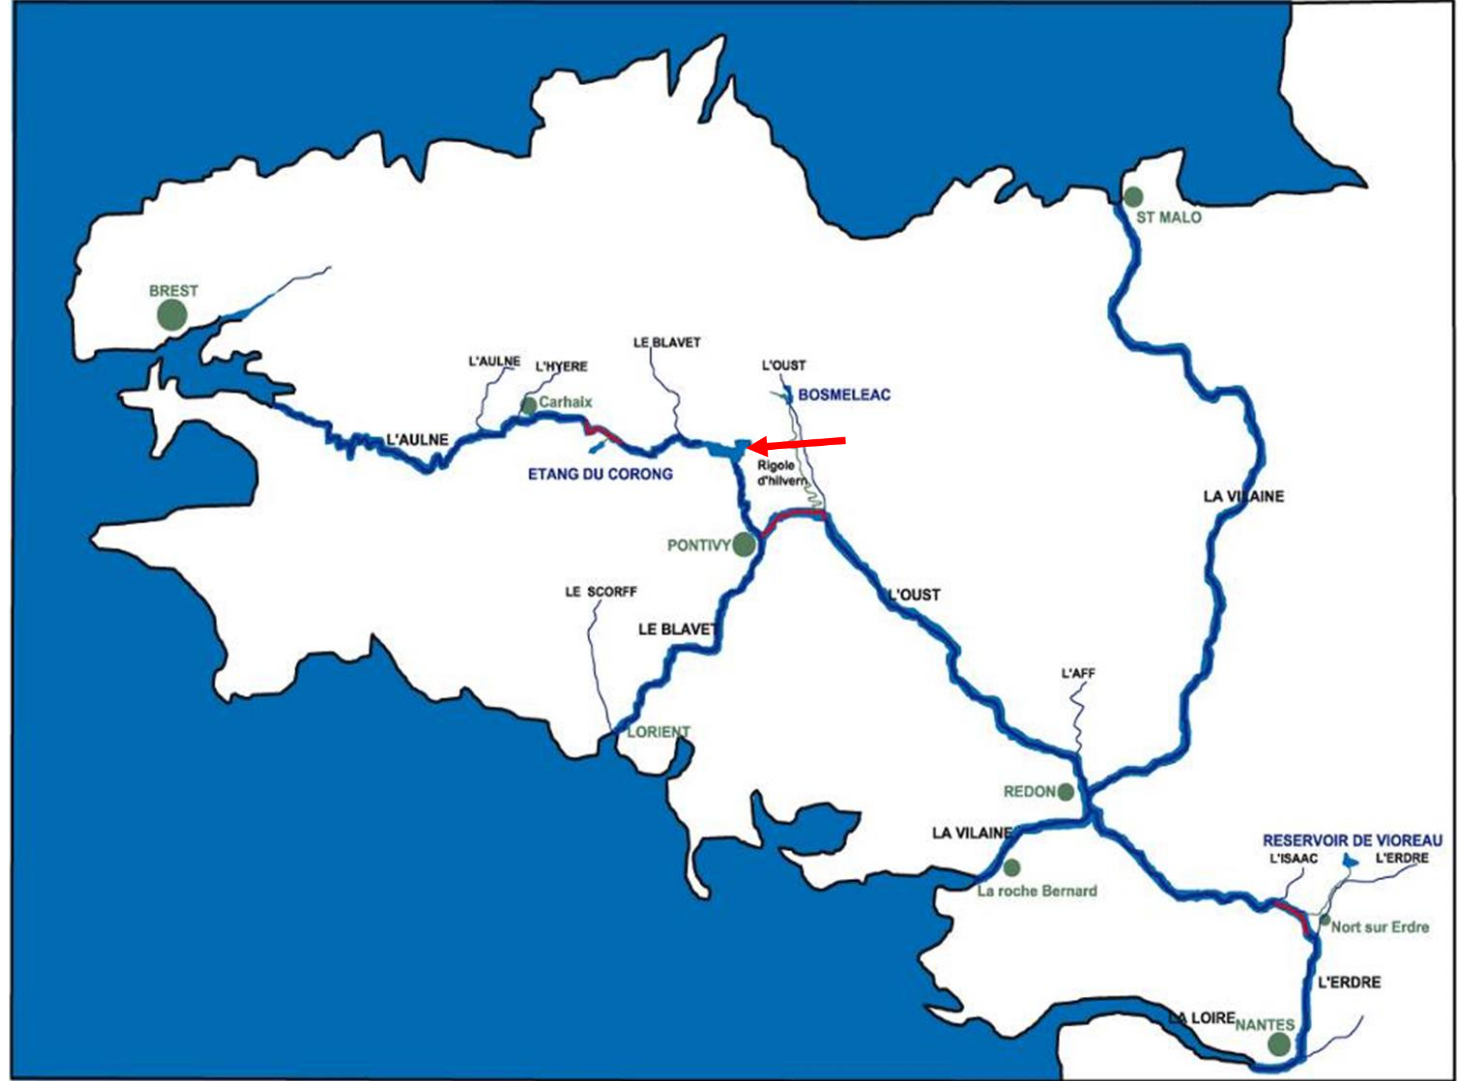 ST MALO
BREST
LE BLAVET
L'AULNE
L'HYERE
L'OUST
BOSMELEAC
Carhaix
L'AULNE
ETANG DU CORONG
Rigole
d'hilvern
LA VILAINE
PONTIVY
LE SCORFF
L'OUST
LE BLAVET
L'AFF
LORIENT
REDON
LA VILAINE
RESERVOIR DE VIOREAU
L'ISAAC
L'ERDRE
La roche Bernard
Nort sur Erdre
L'ERDRE
LA LOIRE
NANTES